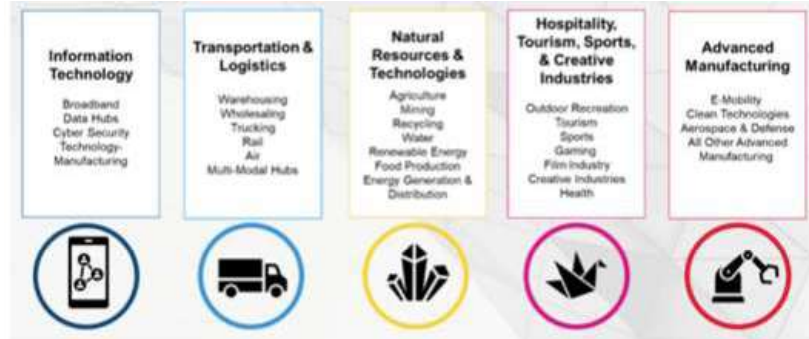 Information
Technology
Broadband
Data Hubs
Cyber Security
Technology-
Manufacturing
Transportation &
Logistics
Warehousing
Wholesaling
Trucking
Rail
Air
Multi-Modal Hubs
Natural
Resources &
Technologies
Agriculture
Mining
Recycling
Water
Renewable Energy
Food Production
Energy Generation &
Distribution
Hospitality,
Tourism, Sports,
& Creative
Industries
Outdoor Recreation
Tourism
Sports
Gaming
Film Industry
Creative Industries
Health
Advanced
Manufacturing
E-Mobility
Clean Technologies
Aerospace & Defense
All Other Advanced
Manufacturing